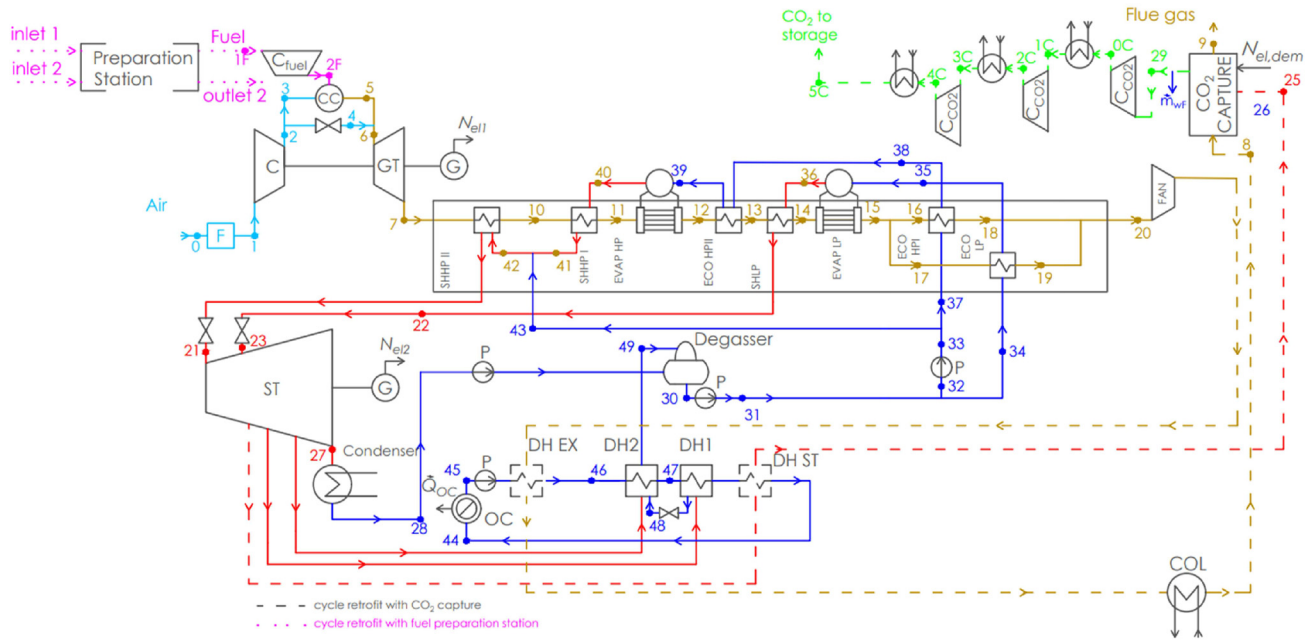 inlet 1
inlet 2
Preparation
Station
Fuel
1F
outlet 2
C fuel
2F
CC
3
5
4
2
6
C
GT
N el1
G
Air
0
F
1
7
CO2 to
storage
5C
4C
3C
2C
1C
0C
C CO2
C CO2
C CO2
29
ṁ wF
Flue gas
9
CO2
CAPTURE
N el,dem
25
26
8
38
35
36
39
40
10
11
12
13
14
15
16
17
18
19
20
FAN
42
41
SHHP II
SHHP I
EVAP HP
ECO HPII
SHLP
EVAP LP
ECO
HPI
ECO
LP
37
22
43
21
23
ST
N el2
G
49
Degasser
P
33
34
P
32
30
P
31
27
Condenser
28
DH EX
DH2
DH1
DH ST
45
P
46
47
48
Q̇ OC
OC
44
COL
cycle retrofit with CO2 capture
cycle retrofit with fuel preparation station